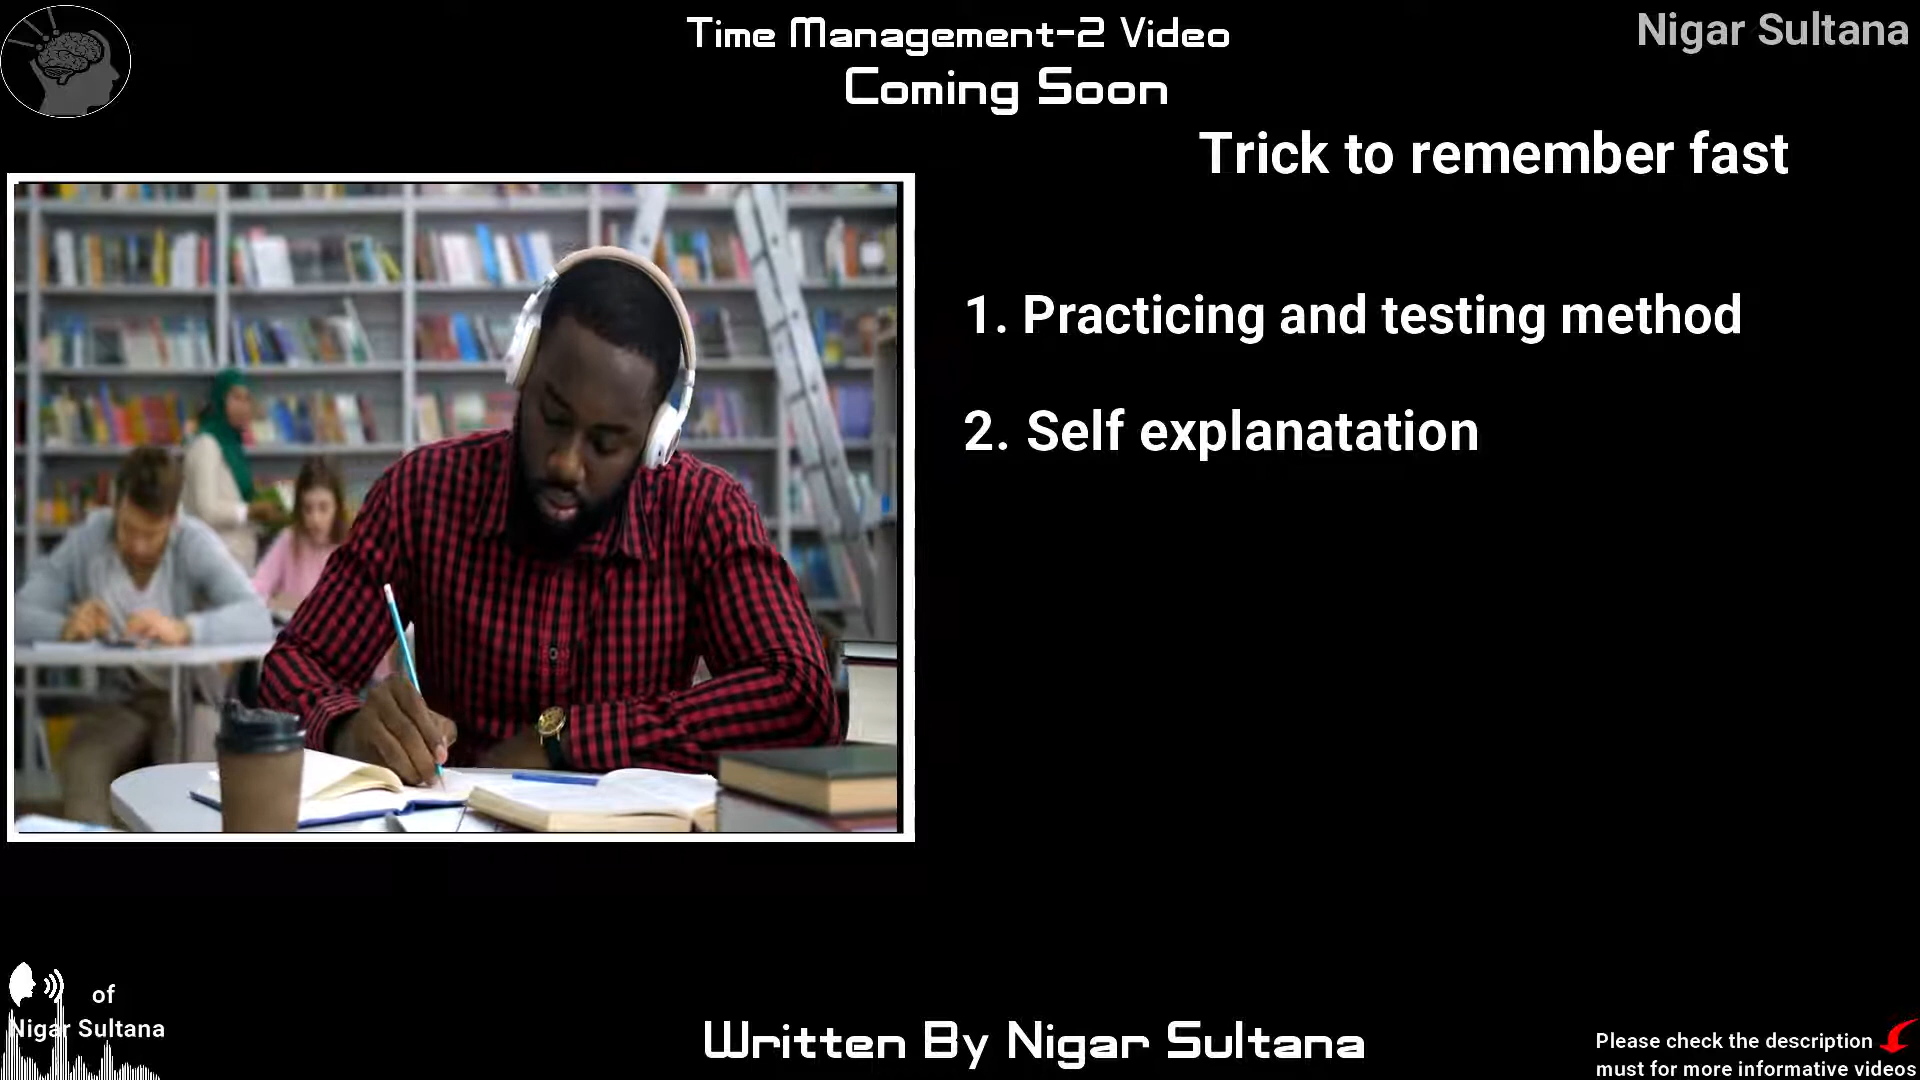 Time Management-2 Video
Coming Soon
Nigar Sultana
Trick to remember fast
1. Practicing and testing method
2. Self explanatation
of
Nigar Sultana
Written By Nigar Sultana
Please check the description
must for more informative videos